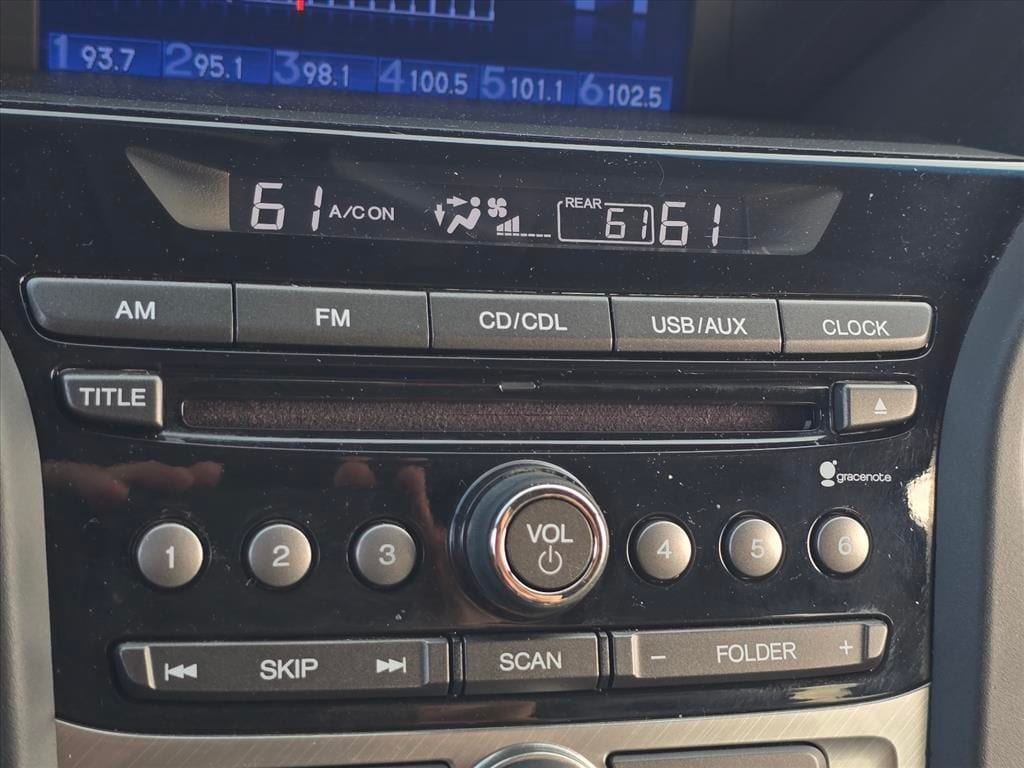 1 93.7 2 95.1 3 98.1 4 100.5 5 101.1 6 102.5
61 A/C ON REAR 61 61
AM FM CD/CDL USB/AUX CLOCK
TITLE
gracenote
1 2 3 VOL 4 5 6
SKIP SCAN - FOLDER +